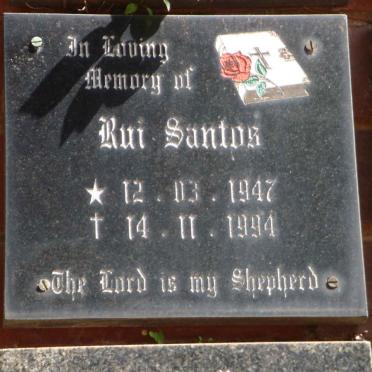 In Loving
Memory of
Rui Santos
★ 12 . 03 . 1947
† 14 . 11 . 1994
The Lord is my Shepherd